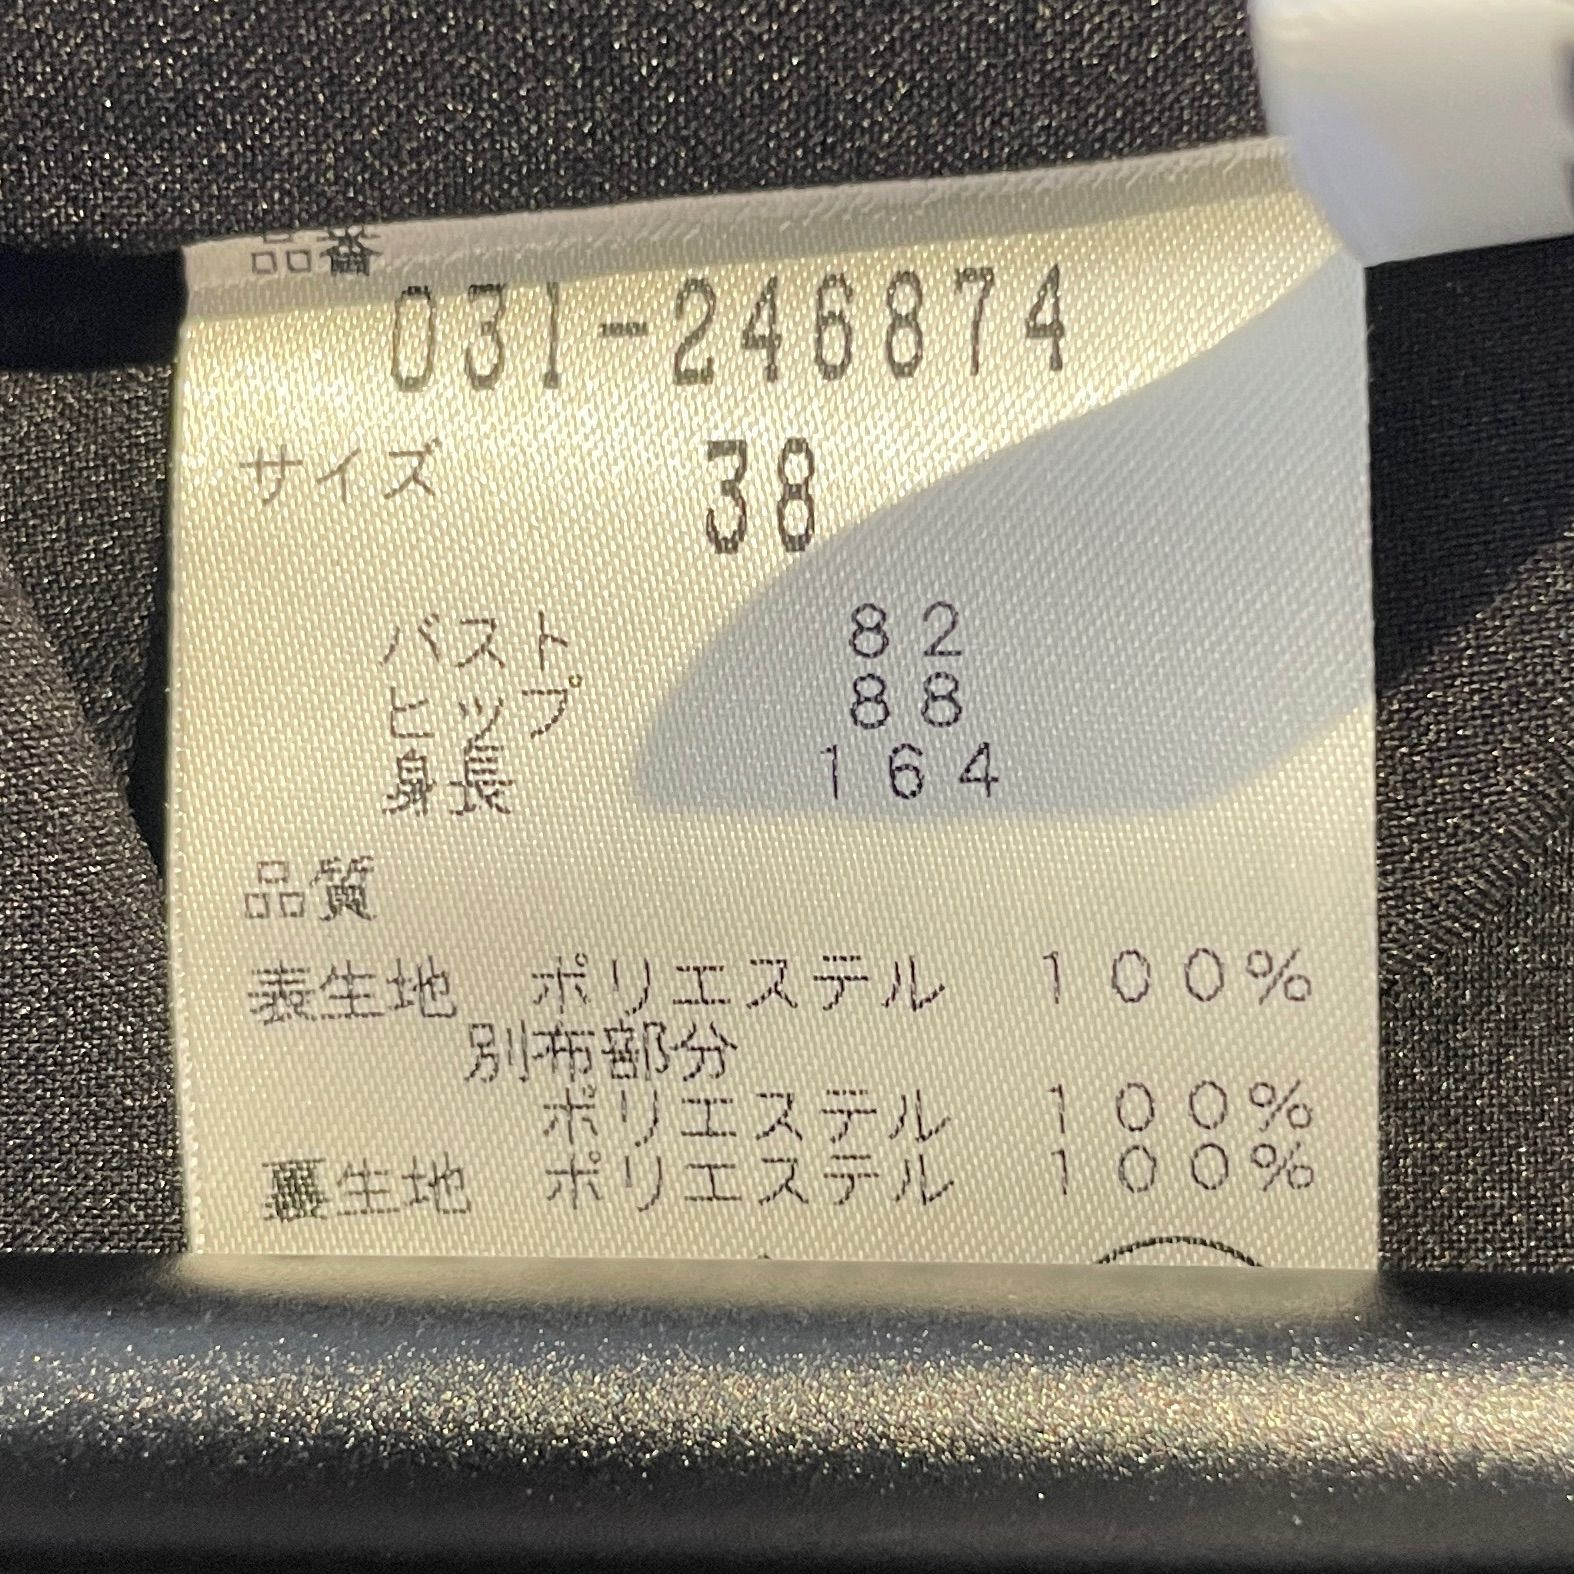 品番
031-246874
サイズ 38
バスト 82
ヒップ 88
身長 164
品質
表生地 ポリエステル 100%
別布部分
ポリエステル 100%
裏生地 ポリエステル 100%